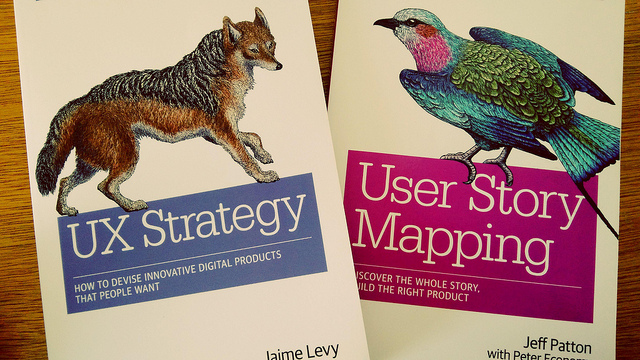 UX Strategy
HOW TO DEVISE INNOVATIVE DIGITAL PRODUCTS
THAT PEOPLE WANT
Jaime Levy
User Story
Mapping
ISCOVER THE WHOLE STORY,
ILD THE RIGHT PRODUCT
Jeff Patton
with Peter